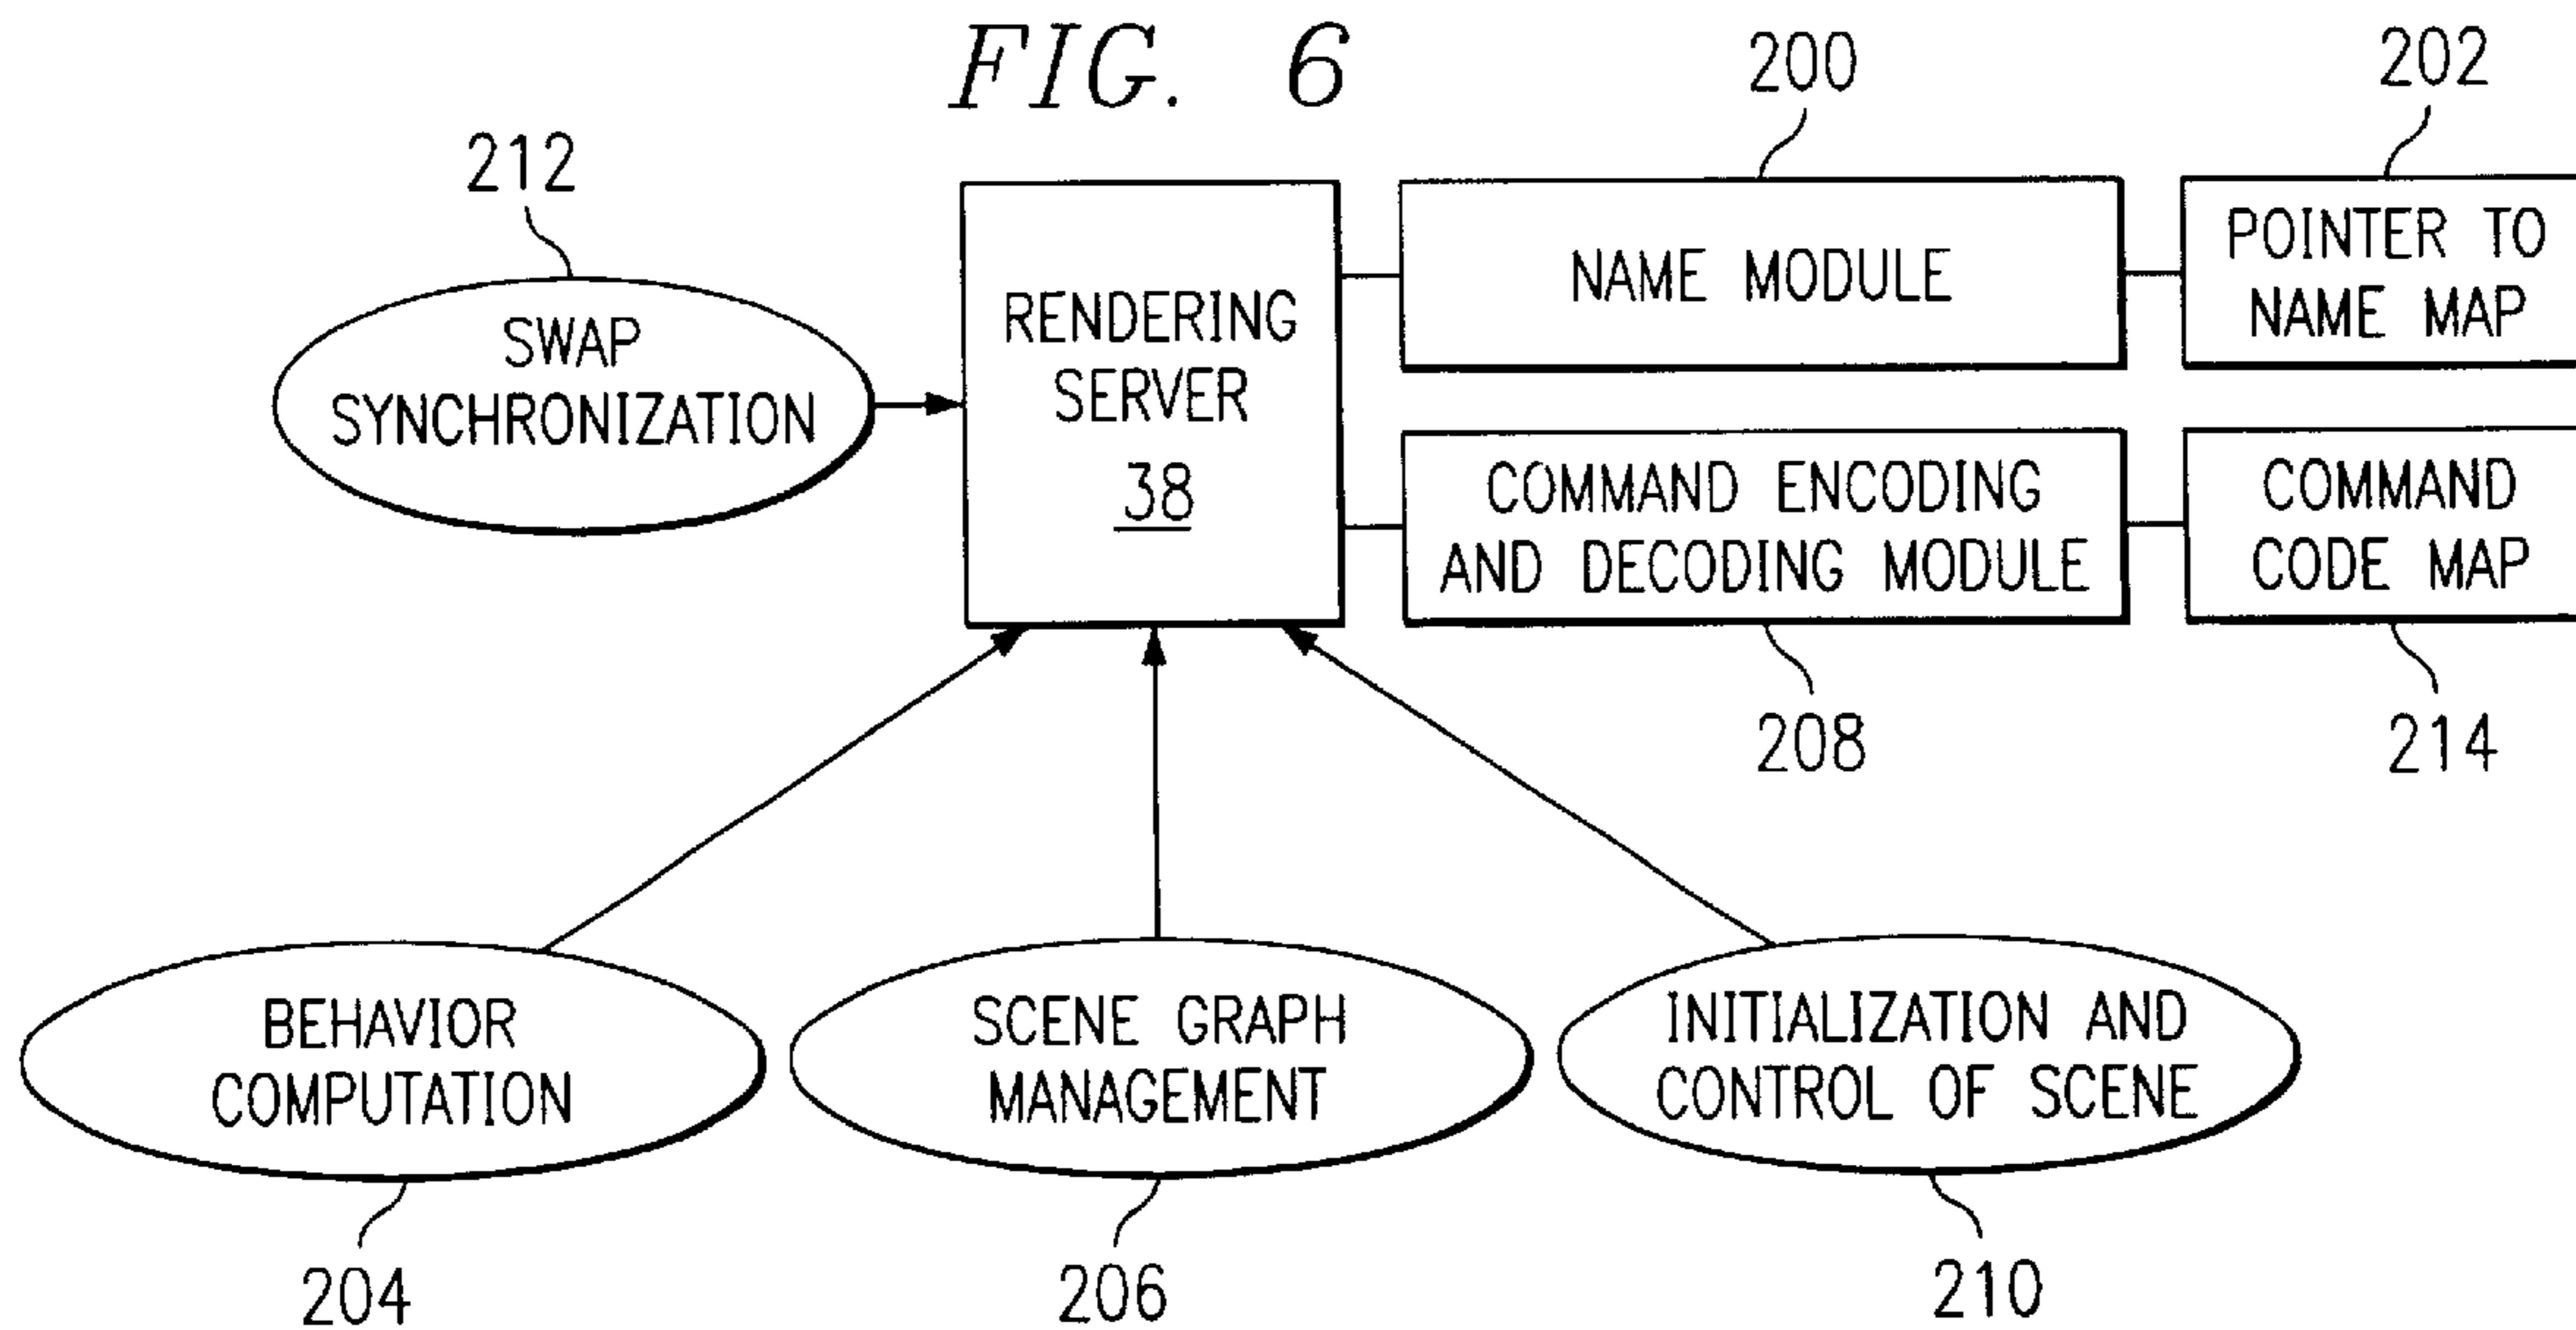 FIG. 6
200
202
212
SWAP
SYNCHRONIZATION
RENDERING
SERVER
38
NAME MODULE
POINTER TO
NAME MAP
COMMAND ENCODING
AND DECODING MODULE
COMMAND
CODE MAP
208
214
BEHAVIOR
COMPUTATION
SCENE GRAPH
MANAGEMENT
INITIALIZATION AND
CONTROL OF SCENE
204
206
210